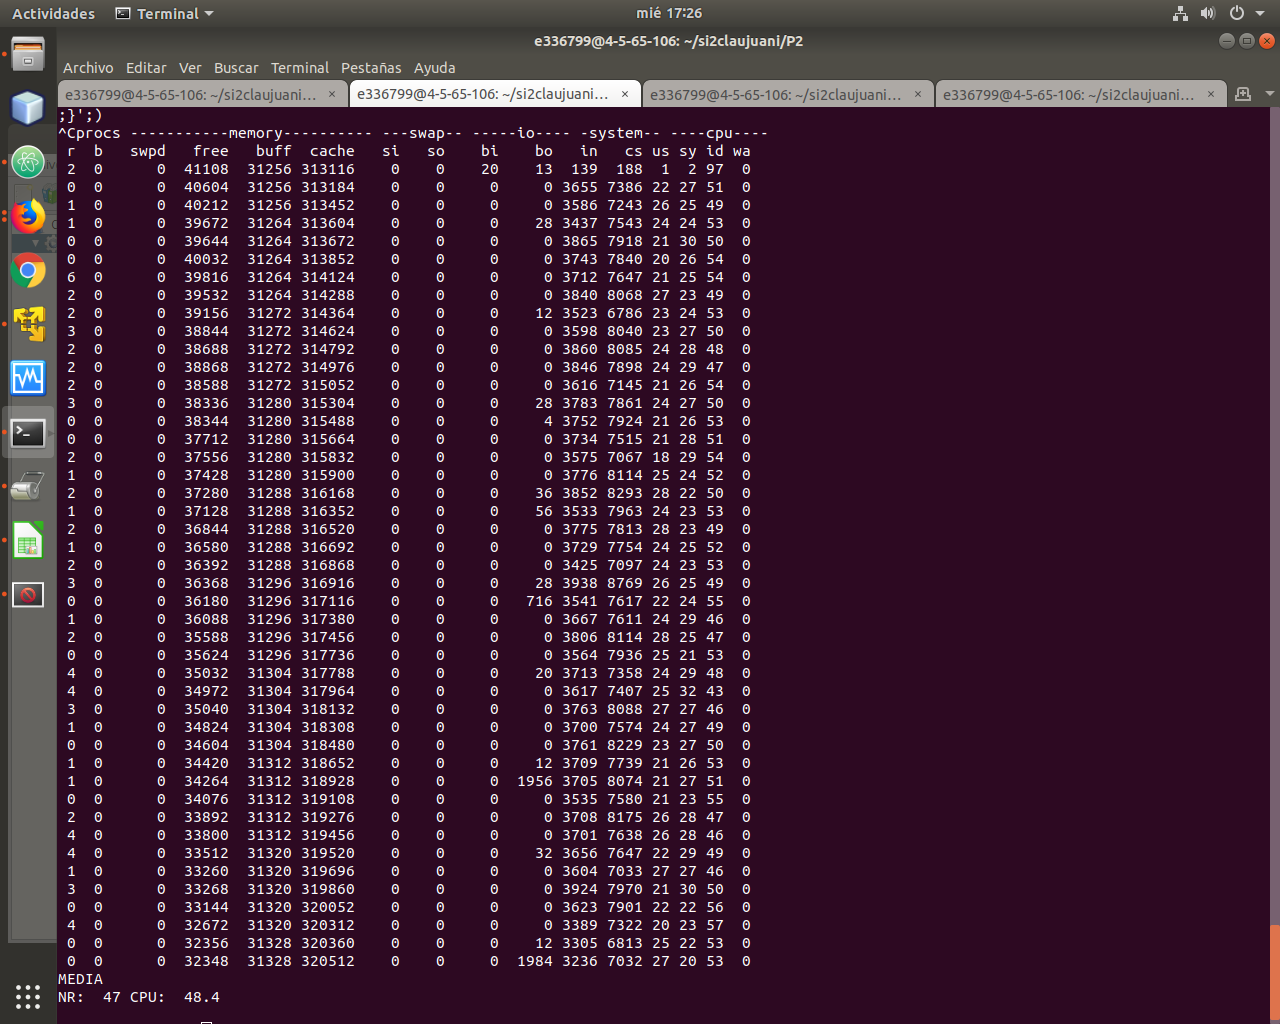 Actividades Terminal mié 17:26
e336799@4-5-65-106: ~/si2claujuani/P2
Archivo Editar Ver Buscar Terminal Pestañas Ayuda
e336799@4-5-65-106: ~/si2claujuani… × e336799@4-5-65-106: ~/si2claujuani… × e336799@4-5-65-106: ~/si2claujuani… × e336799@4-5-65-106: ~/si2claujuani… ×
;}';)
^Cprocs -----------memory---------- ---swap-- -----io---- -system-- ----cpu----
r b swpd free buff cache si so bi bo in cs us sy id wa
2 0 0 41108 31256 313116 0 0 20 13 139 188 1 2 97 0
0 0 0 40604 31256 313184 0 0 0 0 3655 7386 22 27 51 0
1 0 0 40212 31256 313452 0 0 0 0 3586 7243 26 25 49 0
1 0 0 39672 31264 313604 0 0 0 28 3437 7543 24 24 53 0
0 0 0 39644 31264 313672 0 0 0 0 3865 7918 21 30 50 0
0 0 0 40032 31264 313852 0 0 0 0 3743 7840 20 26 54 0
6 0 0 39816 31264 314124 0 0 0 0 3712 7647 21 25 54 0
2 0 0 39532 31264 314288 0 0 0 0 3840 8068 27 23 49 0
2 0 0 39156 31272 314364 0 0 0 12 3523 6786 23 24 53 0
3 0 0 38844 31272 314624 0 0 0 0 3598 8040 23 27 50 0
2 0 0 38688 31272 314792 0 0 0 0 3860 8085 24 28 48 0
2 0 0 38868 31272 314976 0 0 0 0 3846 7898 24 29 47 0
2 0 0 38588 31272 315052 0 0 0 0 3616 7145 21 26 54 0
3 0 0 38336 31280 315304 0 0 0 28 3783 7861 24 27 50 0
0 0 0 38344 31280 315488 0 0 0 4 3752 7924 21 26 53 0
0 0 0 37712 31280 315664 0 0 0 0 3734 7515 21 28 51 0
2 0 0 37556 31280 315832 0 0 0 0 3575 7067 18 29 54 0
1 0 0 37428 31280 315900 0 0 0 0 3776 8114 25 24 52 0
2 0 0 37280 31288 316168 0 0 0 36 3852 8293 28 22 50 0
1 0 0 37128 31288 316352 0 0 0 56 3533 7963 24 23 53 0
2 0 0 36844 31288 316520 0 0 0 0 3775 7813 28 23 49 0
1 0 0 36580 31288 316692 0 0 0 0 3729 7754 24 25 52 0
2 0 0 36392 31288 316868 0 0 0 0 3425 7097 24 23 53 0
3 0 0 36368 31296 316916 0 0 0 28 3938 8769 26 25 49 0
0 0 0 36180 31296 317116 0 0 0 716 3541 7617 22 24 55 0
1 0 0 36088 31296 317380 0 0 0 0 3667 7611 24 29 46 0
2 0 0 35588 31296 317456 0 0 0 0 3806 8114 28 25 47 0
0 0 0 35624 31296 317736 0 0 0 0 3564 7936 25 21 53 0
4 0 0 35032 31304 317788 0 0 0 20 3713 7358 24 29 48 0
4 0 0 34972 31304 317964 0 0 0 0 3617 7407 25 32 43 0
3 0 0 35040 31304 318132 0 0 0 0 3763 8088 27 27 46 0
1 0 0 34824 31304 318308 0 0 0 0 3700 7574 24 27 49 0
0 0 0 34604 31304 318480 0 0 0 0 3761 8229 23 27 50 0
1 0 0 34420 31312 318652 0 0 0 12 3709 7739 21 26 53 0
1 0 0 34264 31312 318928 0 0 0 1956 3705 8074 21 27 51 0
0 0 0 34076 31312 319108 0 0 0 0 3535 7580 21 23 55 0
2 0 0 33892 31312 319276 0 0 0 0 3708 8175 26 28 47 0
4 0 0 33800 31312 319456 0 0 0 0 3701 7638 26 28 46 0
4 0 0 33512 31320 319520 0 0 0 32 3656 7647 22 29 49 0
1 0 0 33260 31320 319696 0 0 0 0 3604 7033 27 27 46 0
3 0 0 33268 31320 319860 0 0 0 0 3924 7970 21 30 50 0
0 0 0 33144 31320 320052 0 0 0 0 3623 7901 22 22 56 0
4 0 0 32672 31320 320312 0 0 0 0 3389 7322 20 23 57 0
0 0 0 32356 31328 320360 0 0 0 12 3305 6813 25 22 53 0
0 0 0 32348 31328 320512 0 0 0 1984 3236 7032 27 20 53 0
MEDIA
NR: 47 CPU: 48.4